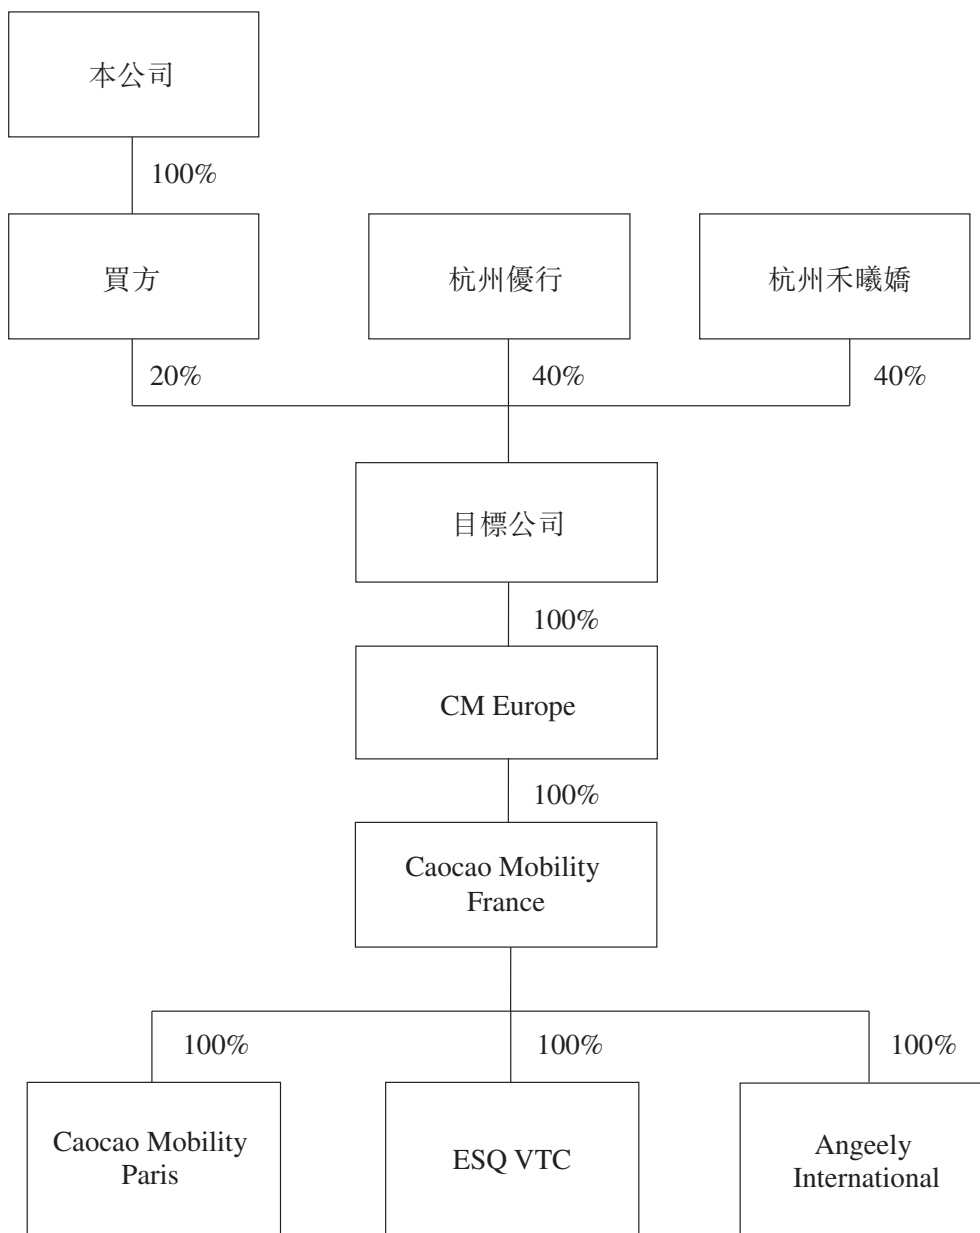 本公司
100%
買方
杭州優行
杭州禾曦嬌
20%
40%
40%
目標公司
100%
CM Europe
100%
Caocao Mobility
France
100%
100%
100%
Caocao Mobility
Paris
ESQ VTC
Angeely
International